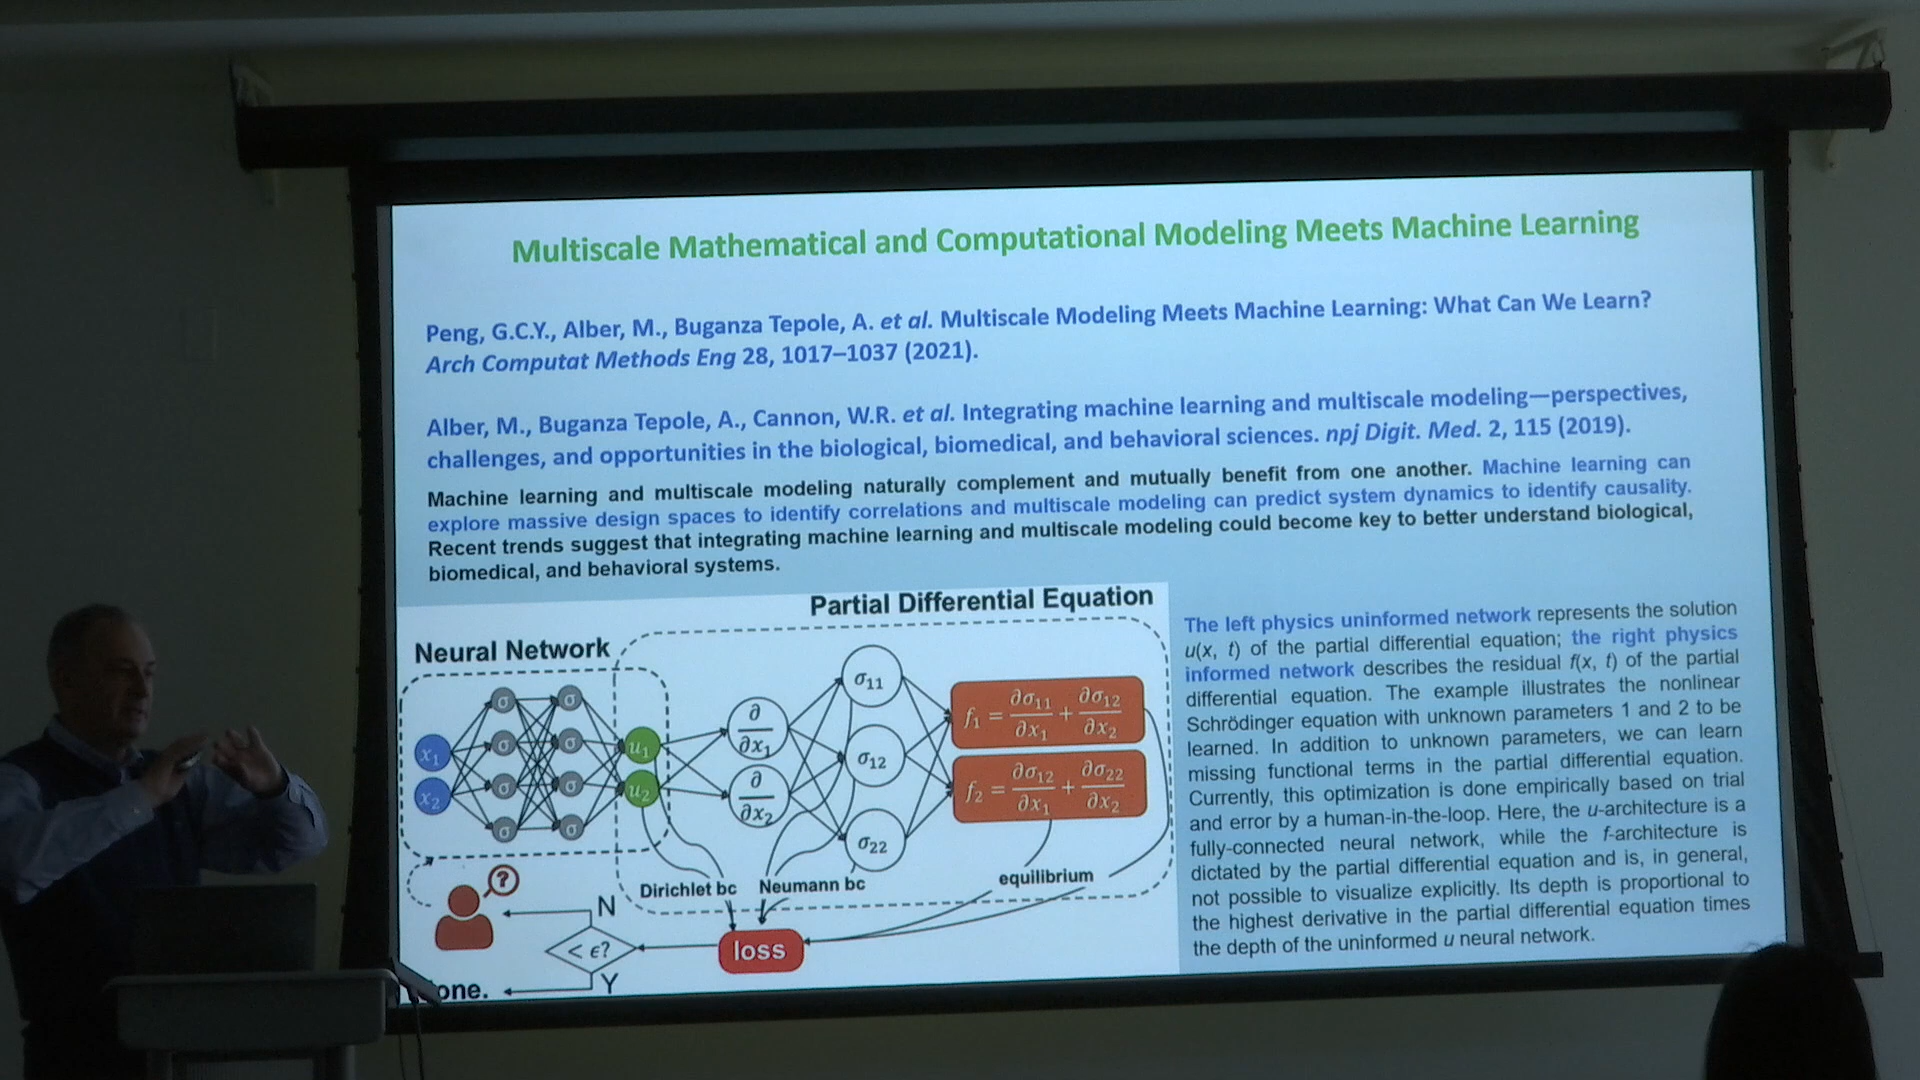 Multiscale Mathematical and Computational Modeling Meets Machine Learning
Peng, G.C.Y., Alber, M., Buganza Tepole, A. et al. Multiscale Modeling Meets Machine Learning: What Can We Learn?
Arch Computat Methods Eng 28, 1017–1037 (2021).
Alber, M., Buganza Tepole, A., Cannon, W.R. et al. Integrating machine learning and multiscale modeling—perspectives,
challenges, and opportunities in the biological, biomedical, and behavioral sciences. npj Digit. Med. 2, 115 (2019).
Machine learning and multiscale modeling naturally complement and mutually benefit from one another. Machine learning can
explore massive design spaces to identify correlations and multiscale modeling can predict system dynamics to identify causality.
Recent trends suggest that integrating machine learning and multiscale modeling could become key to better understand biological,
biomedical, and behavioral systems.
Partial Differential Equation
Neural Network
x₁
x₂
σ σ
σ σ
σ σ
σ σ
u₁
u₂
∂/∂x₁
∂/∂x₂
σ₁₁
σ₁₂
σ₂₂
f₁ = ∂σ₁₁/∂x₁ + ∂σ₁₂/∂x₂
f₂ = ∂σ₁₂/∂x₁ + ∂σ₂₂/∂x₂
Dirichlet bc Neumann bc equilibrium
?
N
< ϵ?
loss
Y
one.
The left physics uninformed network represents the solution
u(x, t) of the partial differential equation; the right physics
informed network describes the residual f(x, t) of the partial
differential equation. The example illustrates the nonlinear
Schrödinger equation with unknown parameters 1 and 2 to be
learned. In addition to unknown parameters, we can learn
missing functional terms in the partial differential equation.
Currently, this optimization is done empirically based on trial
and error by a human-in-the-loop. Here, the u-architecture is a
fully-connected neural network, while the f-architecture is
dictated by the partial differential equation and is, in general,
not possible to visualize explicitly. Its depth is proportional to
the highest derivative in the partial differential equation times
the depth of the uninformed u neural network.